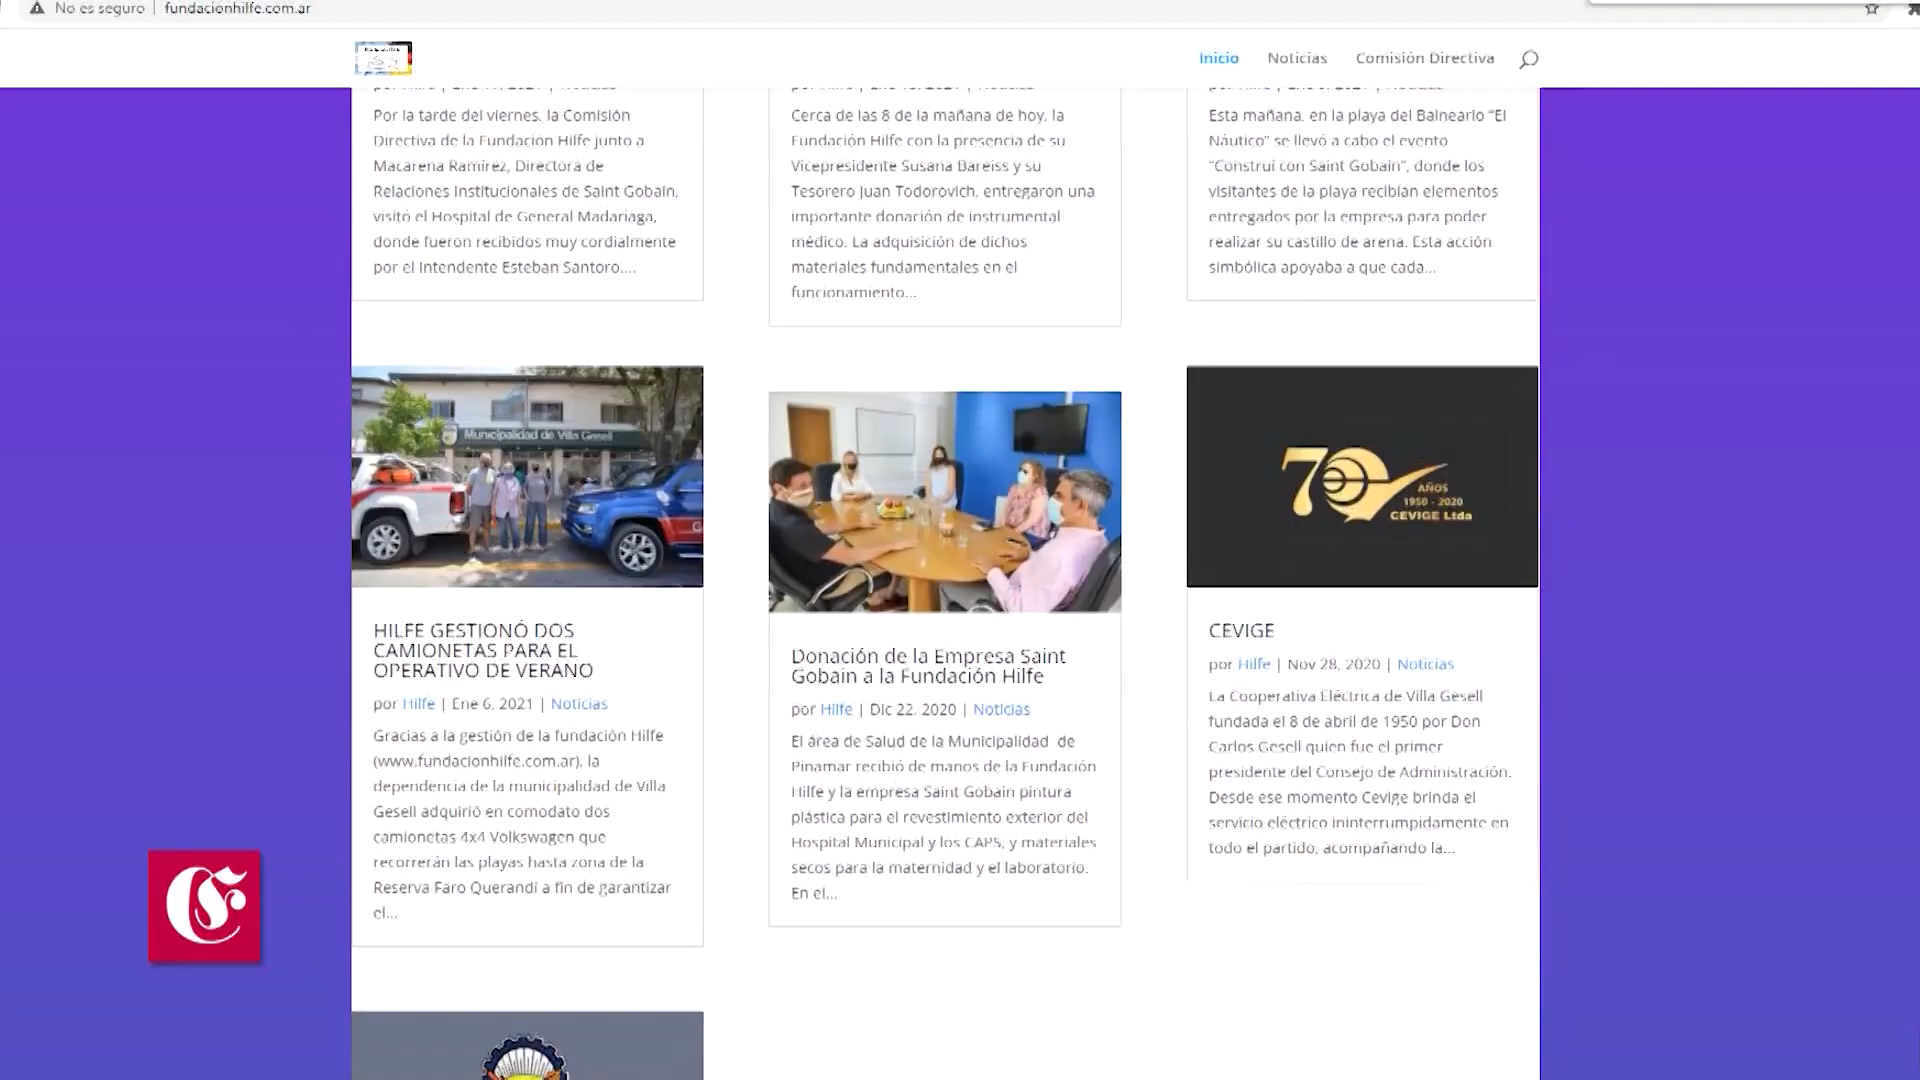 No es seguro
fundacionhilfe.com.ar
Inicio
Noticias
Comisión Directiva
Por la tarde del viernes, la Comisión
Directiva de la Fundación Hilfe junto a
Macarena Ramírez, Directora de
Relaciones Institucionales de Saint Gobain,
visitó el Hospital de General Madariaga,
donde fueron recibidos muy cordialmente
por el Intendente Esteban Santoro....
Cerca de las 8 de la mañana de hoy, la
Fundación Hilfe con la presencia de su
Vicepresidente Susana Bareiss y su
Tesorero Juan Todorovich, entregaron una
importante donación de instrumental
médico. La adquisición de dichos
materiales fundamentales en el
funcionamiento...
Esta mañana, en la playa del Balneario “El
Náutico” se llevó a cabo el evento
“Construí con Saint Gobain”, donde los
visitantes de la playa recibían elementos
entregados por la empresa para poder
realizar su castillo de arena. Esta acción
simbólica apoyaba a que cada...
Municipalidad de Villa Gesell
HILFE GESTIONÓ DOS
CAMIONETAS PARA EL
OPERATIVO DE VERANO
por Hilfe | Ene 6, 2021 | Noticias
Gracias a la gestión de la fundación Hilfe
(www.fundacionhilfe.com.ar), la
dependencia de la municipalidad de Villa
Gesell adquirió en comodato dos
camionetas 4x4 Volkswagen que
recorrerán las playas hasta zona de la
Reserva Faro Querandí a fin de garantizar
el...
Donación de la Empresa Saint
Gobain a la Fundación Hilfe
por Hilfe | Dic 22, 2020 | Noticias
El área de Salud de la Municipalidad de
Pinamar recibió de manos de la Fundación
Hilfe y la empresa Saint Gobain pintura
plástica para el revestimiento exterior del
Hospital Municipal y los CAPS, y materiales
secos para la maternidad y el laboratorio.
En el...
70
AÑOS
1950 - 2020
CEVIGE Ltda
CEVIGE
por Hilfe | Nov 28, 2020 | Noticias
La Cooperativa Eléctrica de Villa Gesell
fundada el 8 de abril de 1950 por Don
Carlos Gesell quien fue el primer
presidente del Consejo de Administración.
Desde ese momento Cevige brinda el
servicio eléctrico ininterrumpidamente en
todo el partido, acompañando la...